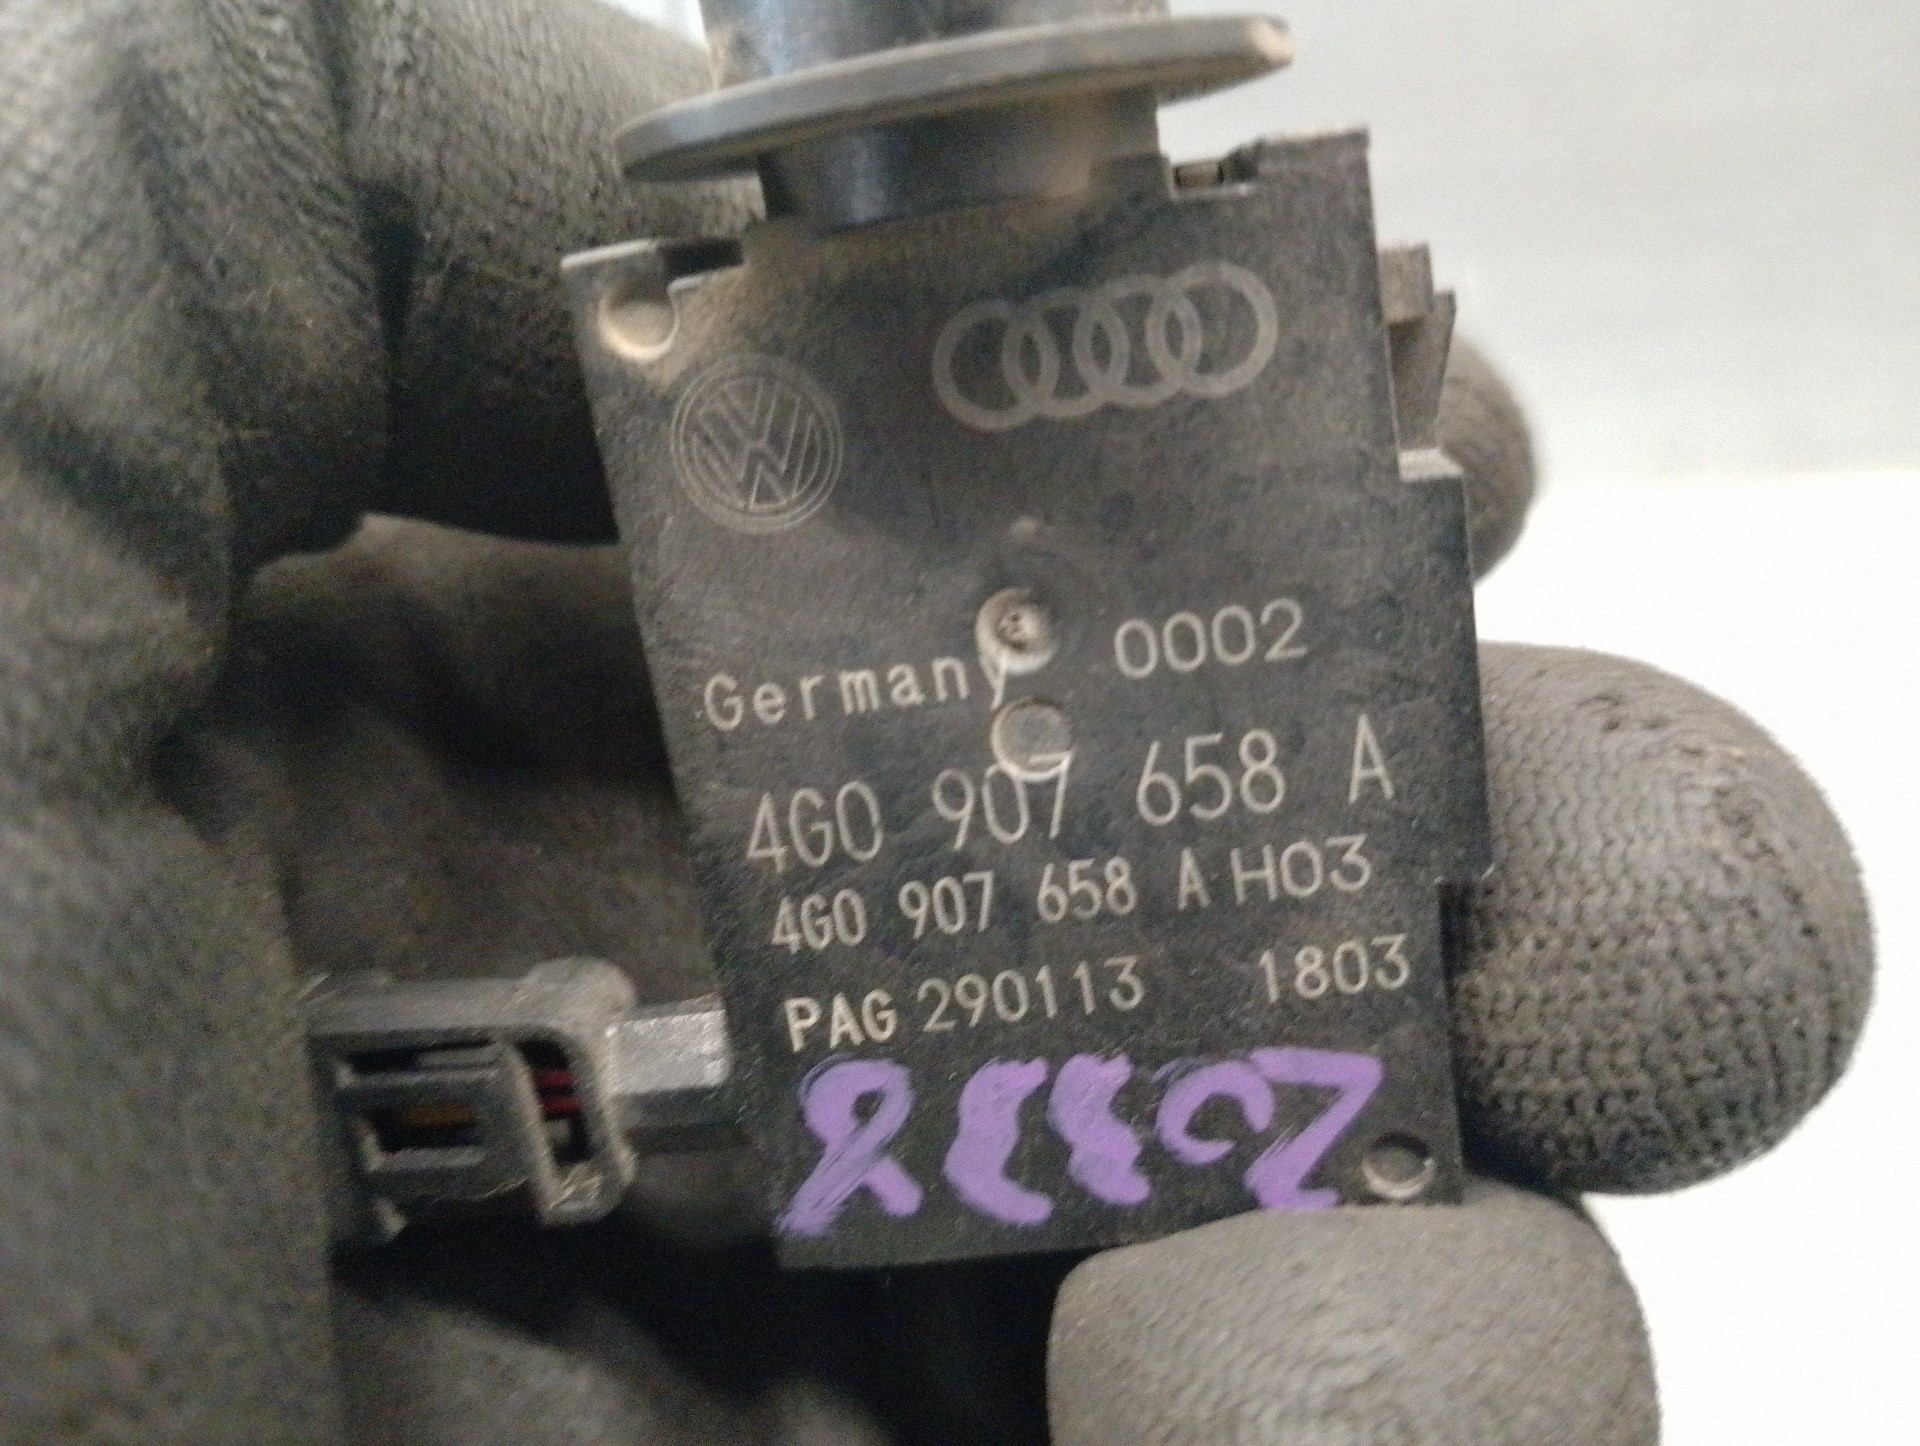 Germany 0002
4G0 907 658 A
4G0 907 658 A H03
PAG 290113 1803